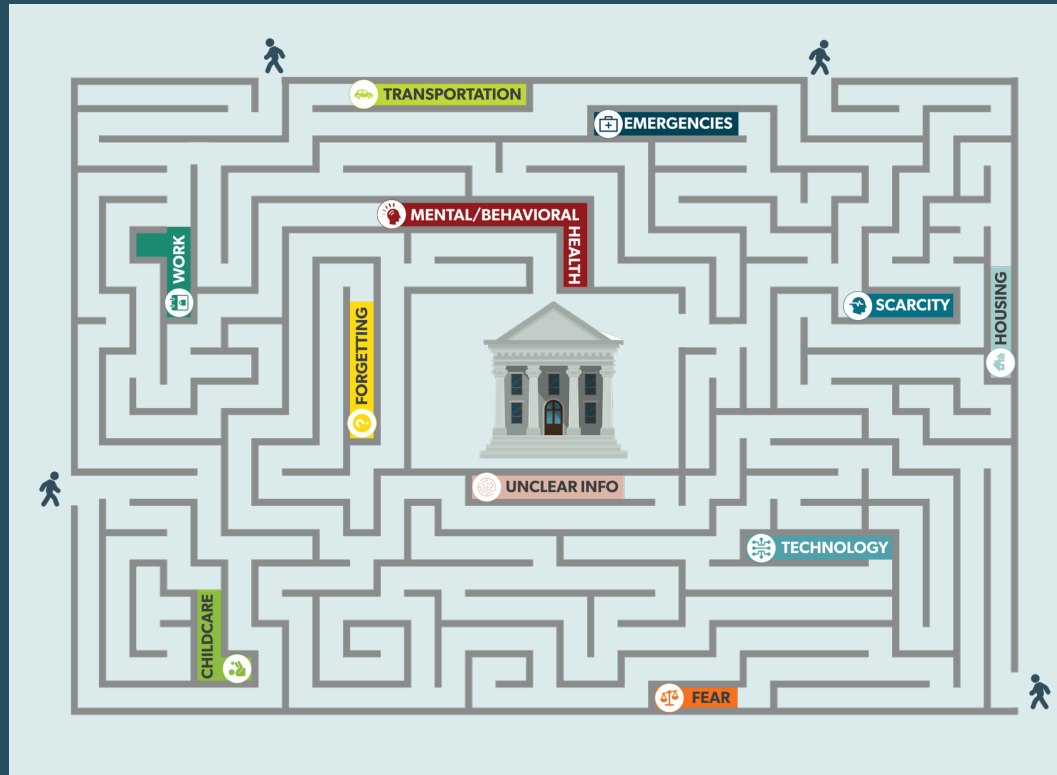 TRANSPORTATION
EMERGENCIES
MENTAL/BEHAVIORAL
HEALTH
WORK
SCARCITY
HOUSING
FORGETTING
?
UNCLEAR INFO
TECHNOLOGY
CHILDCARE
FEAR